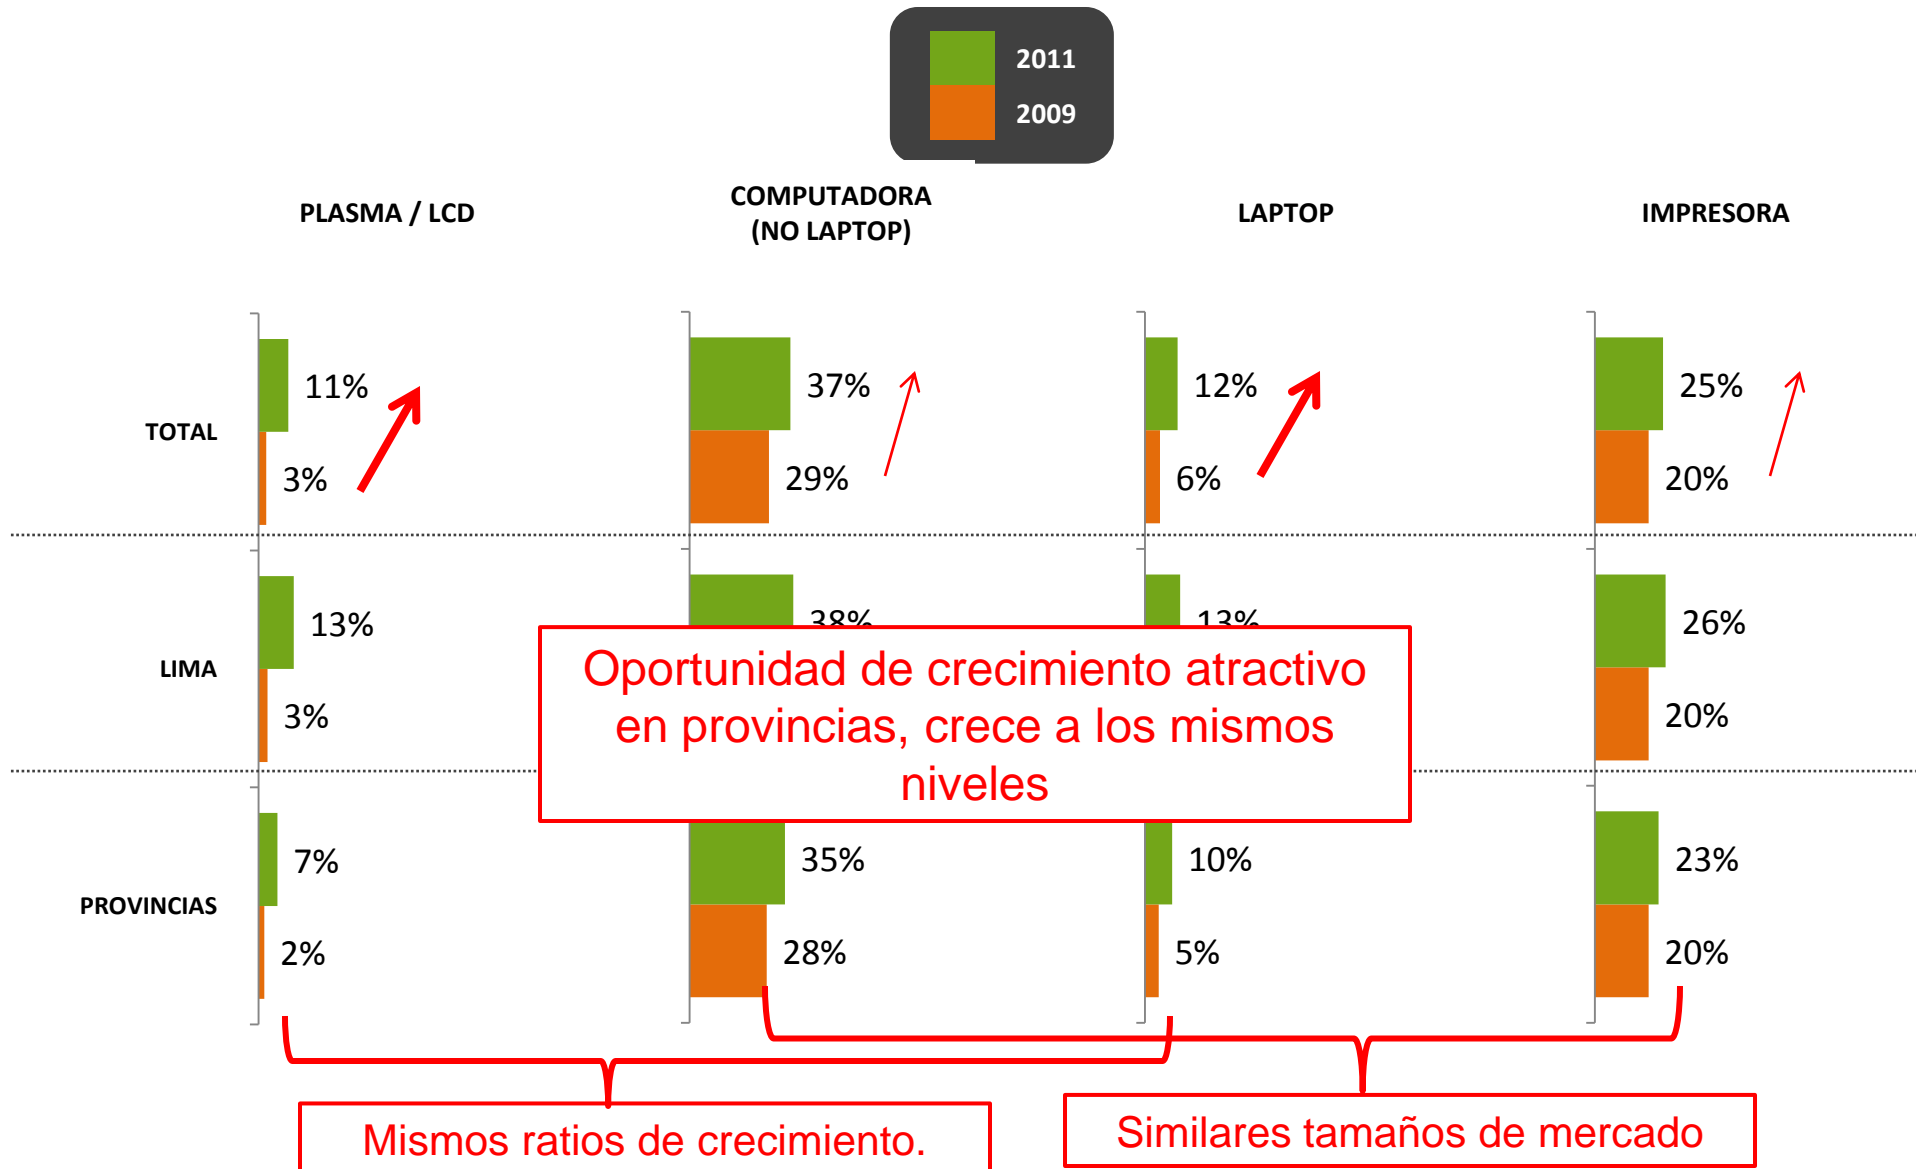 2011
2009
PLASMA / LCD
COMPUTADORA
(NO LAPTOP)
LAPTOP
IMPRESORA
TOTAL
11%
37%
12%
25%
3%
29%
6%
20%
LIMA
13%
38%
13%
26%
3%
20%
Oportunidad de crecimiento atractivo
en provincias, crece a los mismos
niveles
PROVINCIAS
7%
35%
10%
23%
2%
28%
5%
20%
Mismos ratios de crecimiento.
Similares tamaños de mercado